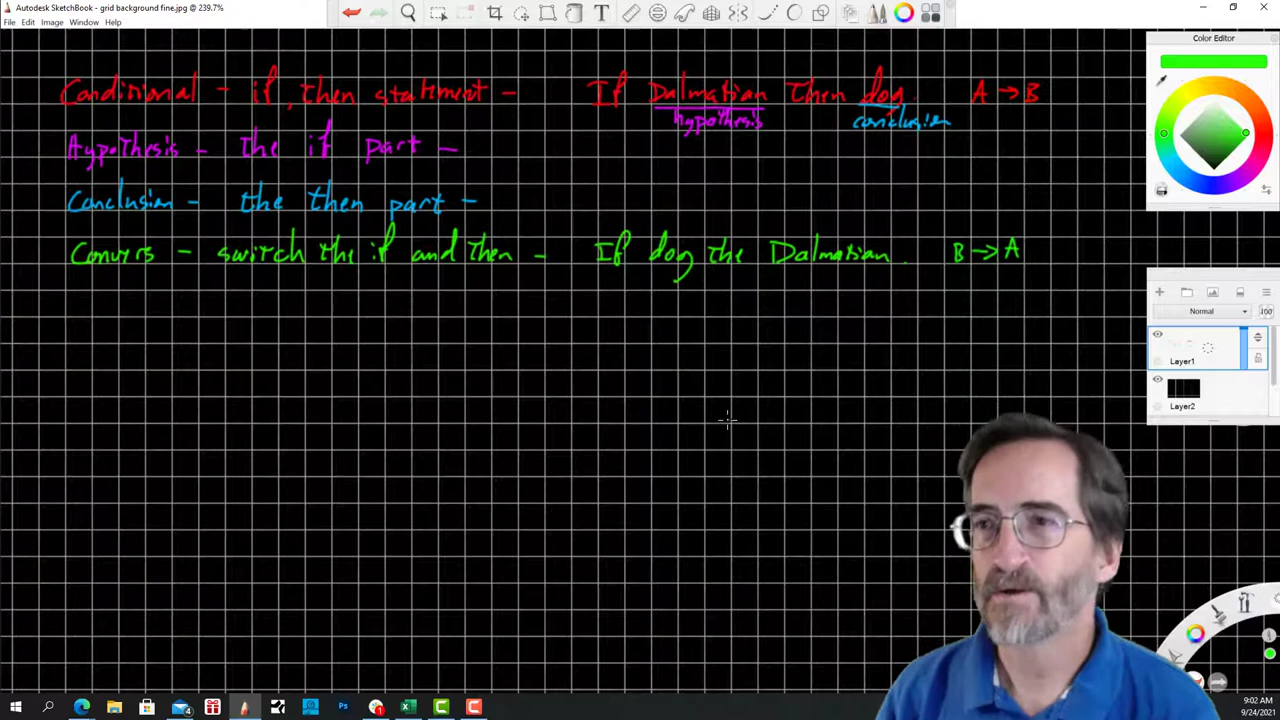 Autodesk SketchBook - grid background fine.jpg @ 239.7%
File Edit Image Window Help
Color Editor
Conditional - if, then statement - If Dalmatian Then dog. A → B
hypothesis conclusion
Hypothesis - the if part -
Conclusion - the then part -
Convers - switch the if and then - If dog the Dalmatian. B → A
Normal 100
Layer1
Layer2
9:02 AM
9/24/2021